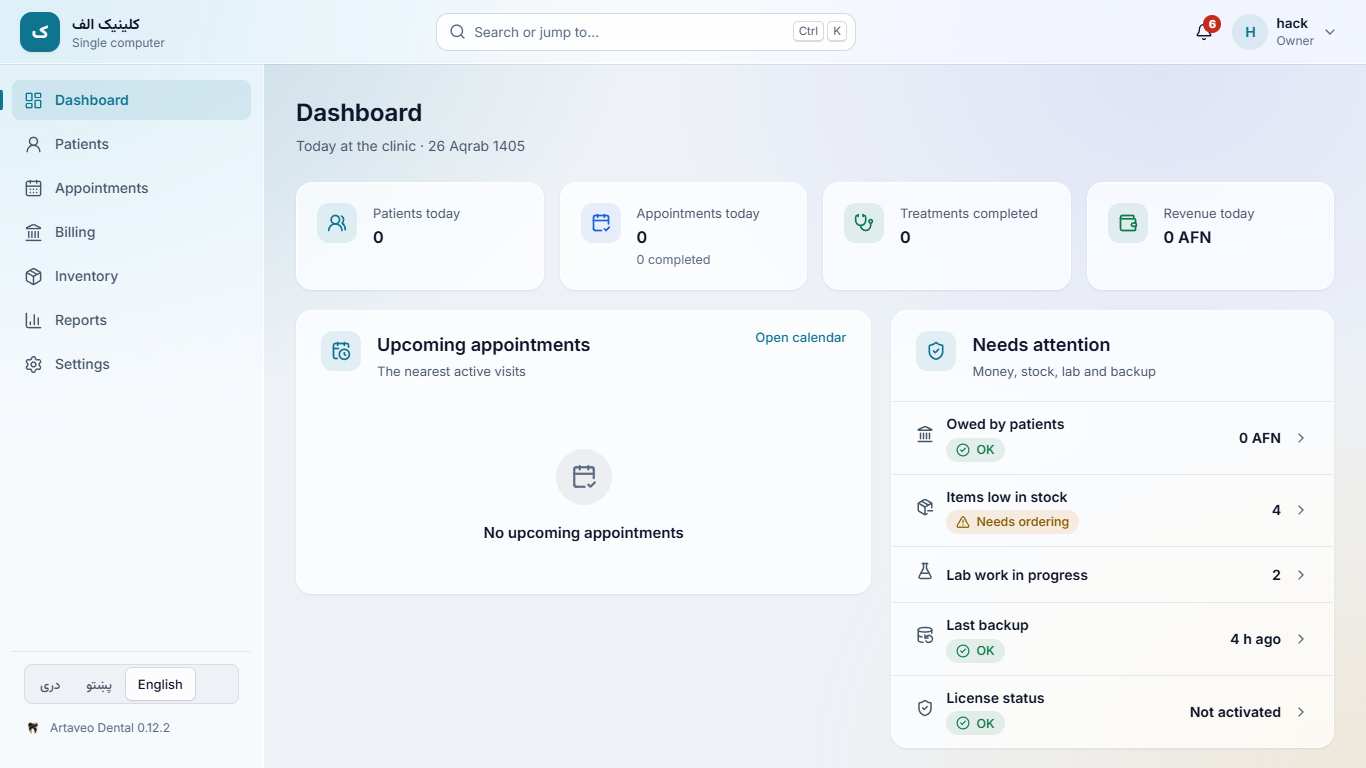 کلینیک الف
ک
Single computer
Search or jump to...
Ctrl
K
6
H
hack
Owner
Dashboard
Patients
Appointments
Billing
Inventory
Reports
Settings
دری
پښتو
English
Artaveo Dental 0.12.2
Dashboard
Today at the clinic · 26 Aqrab 1405
Patients today
0
Appointments today
0
0 completed
Treatments completed
0
Revenue today
0 AFN
Upcoming appointments
Open calendar
The nearest active visits
No upcoming appointments
Needs attention
Money, stock, lab and backup
Owed by patients
OK
0 AFN
Items low in stock
Needs ordering
4
Lab work in progress
2
Last backup
OK
4 h ago
License status
OK
Not activated